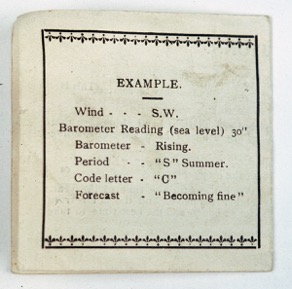 EXAMPLE.
Wind - - - S.W.
Barometer Reading (sea level) 30"
Barometer - Rising.
Period - - "S" Summer.
Code letter - "C"
Forecast - "Becoming fine"